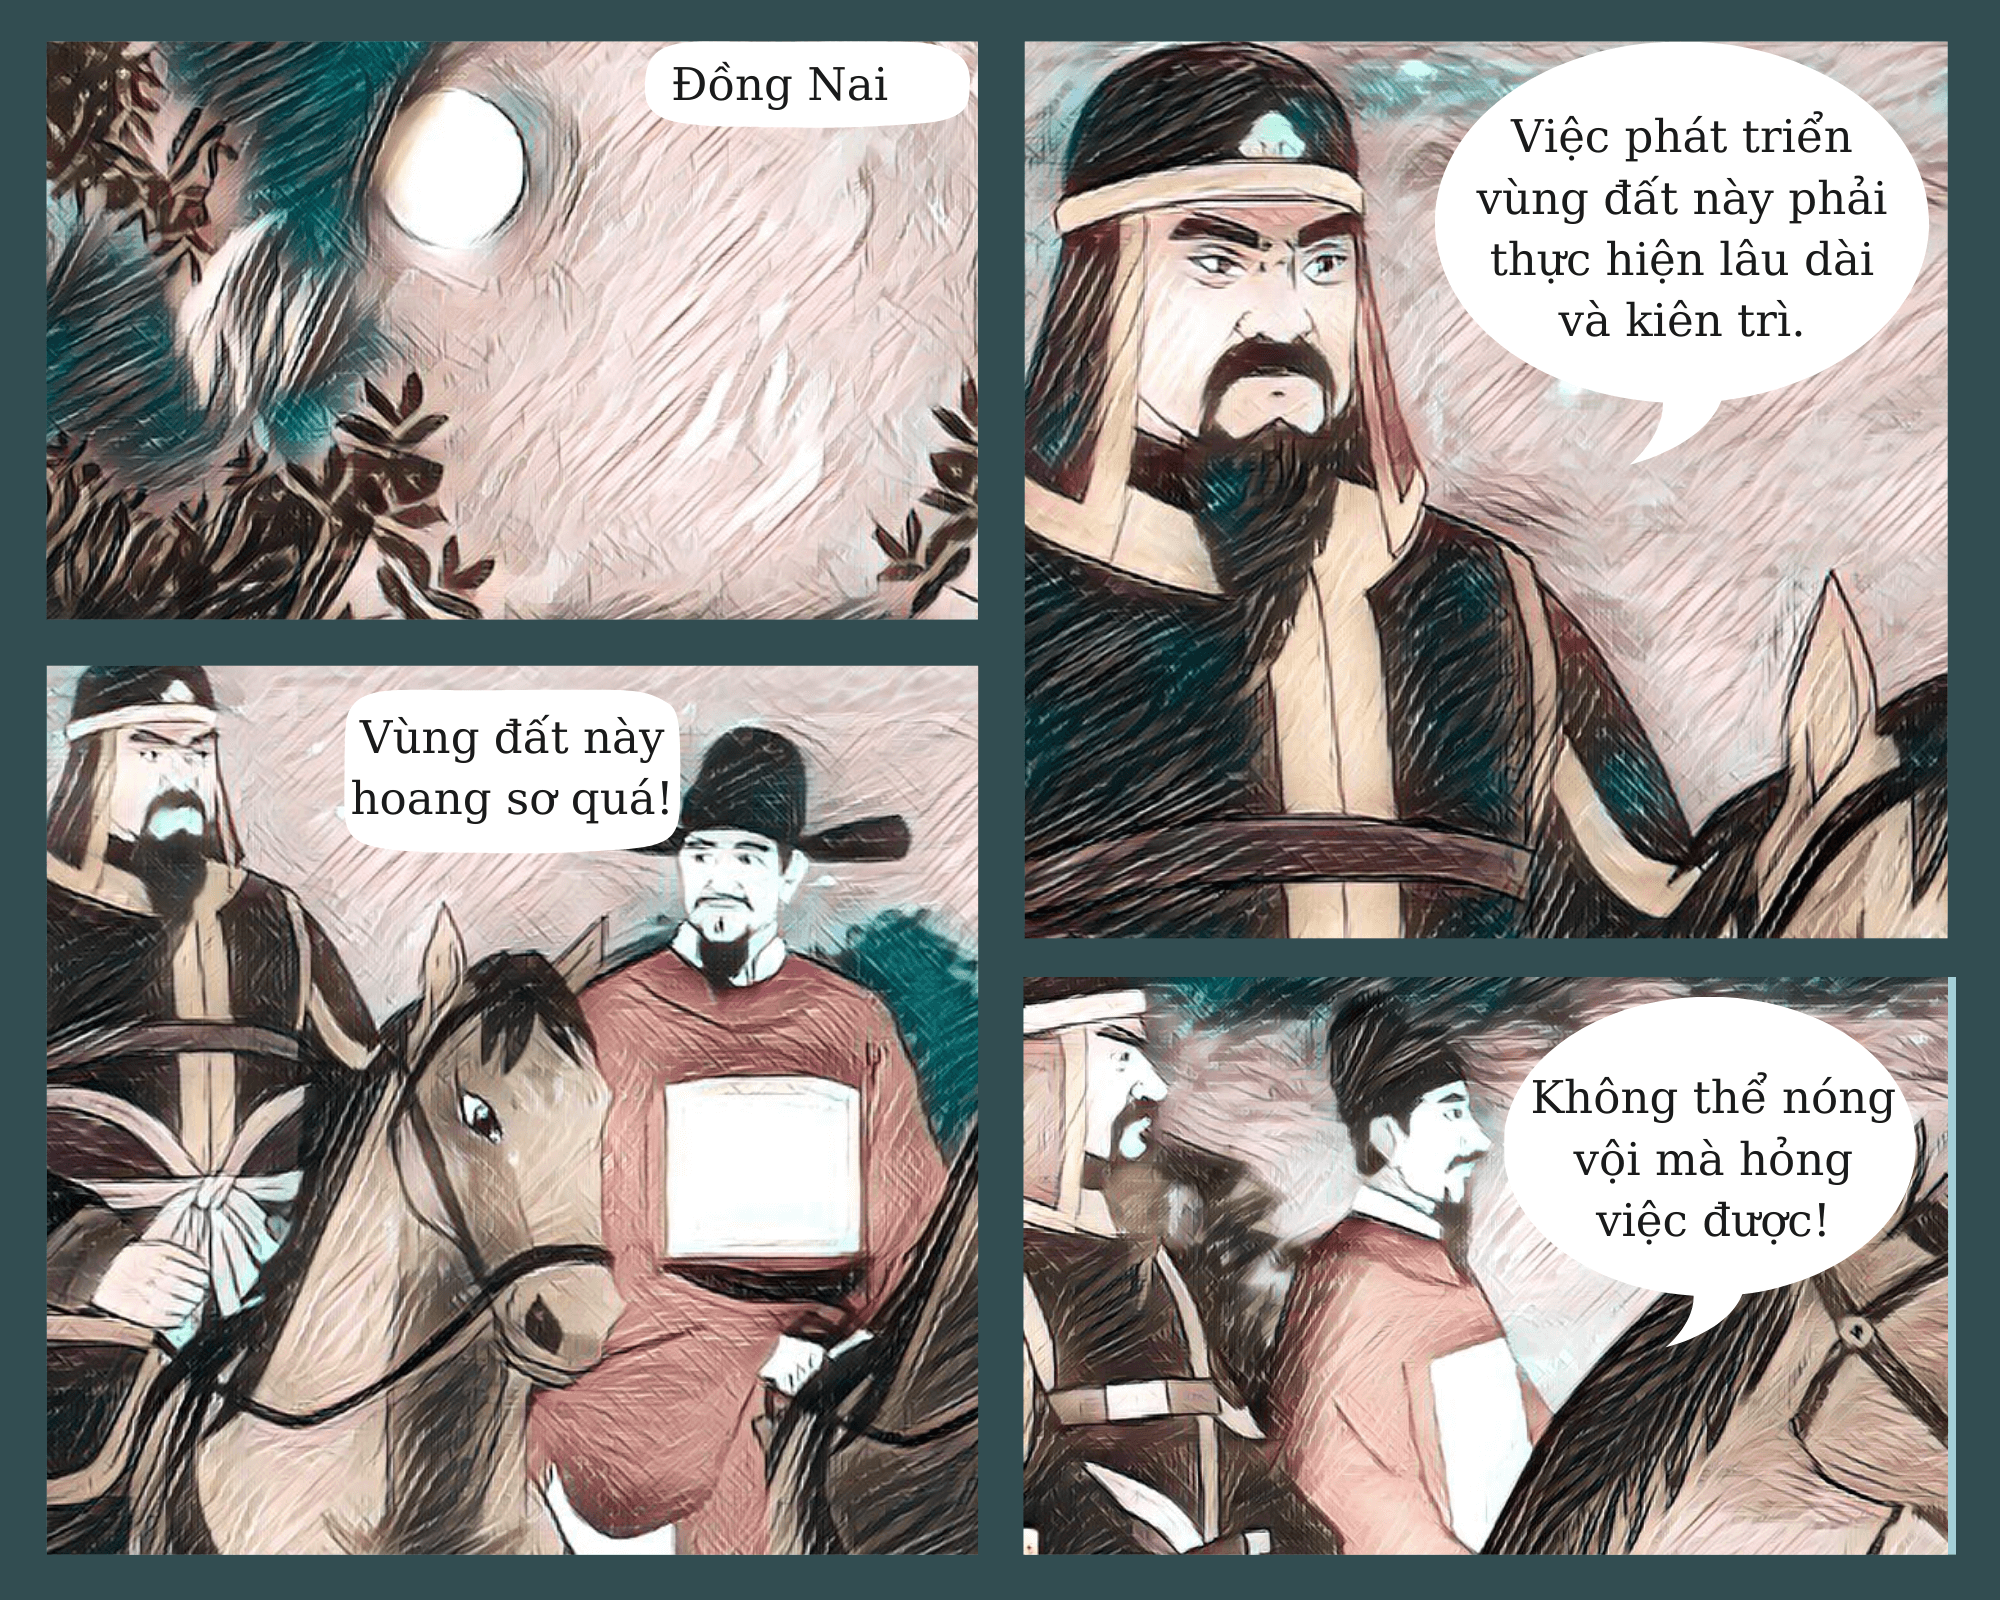 Đồng Nai
Vùng đất này
hoang sơ quá!
Việc phát triển
vùng đất này phải
thực hiện lâu dài
và kiên trì.
Không thể nóng
vội mà hỏng
việc được!